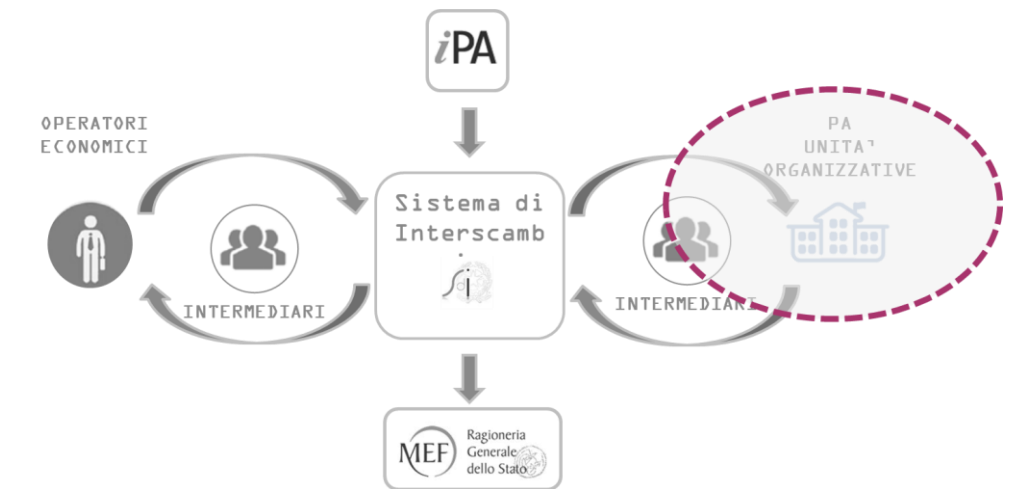 iPA
OPERATORI
ECONOMICI
PA
UNITA'
ORGANIZZATIVE
Sistema di
Interscamb
INTERMEDIARI
INTERMEDIARI
MEF
Ragioneria
Generale
dello Stato